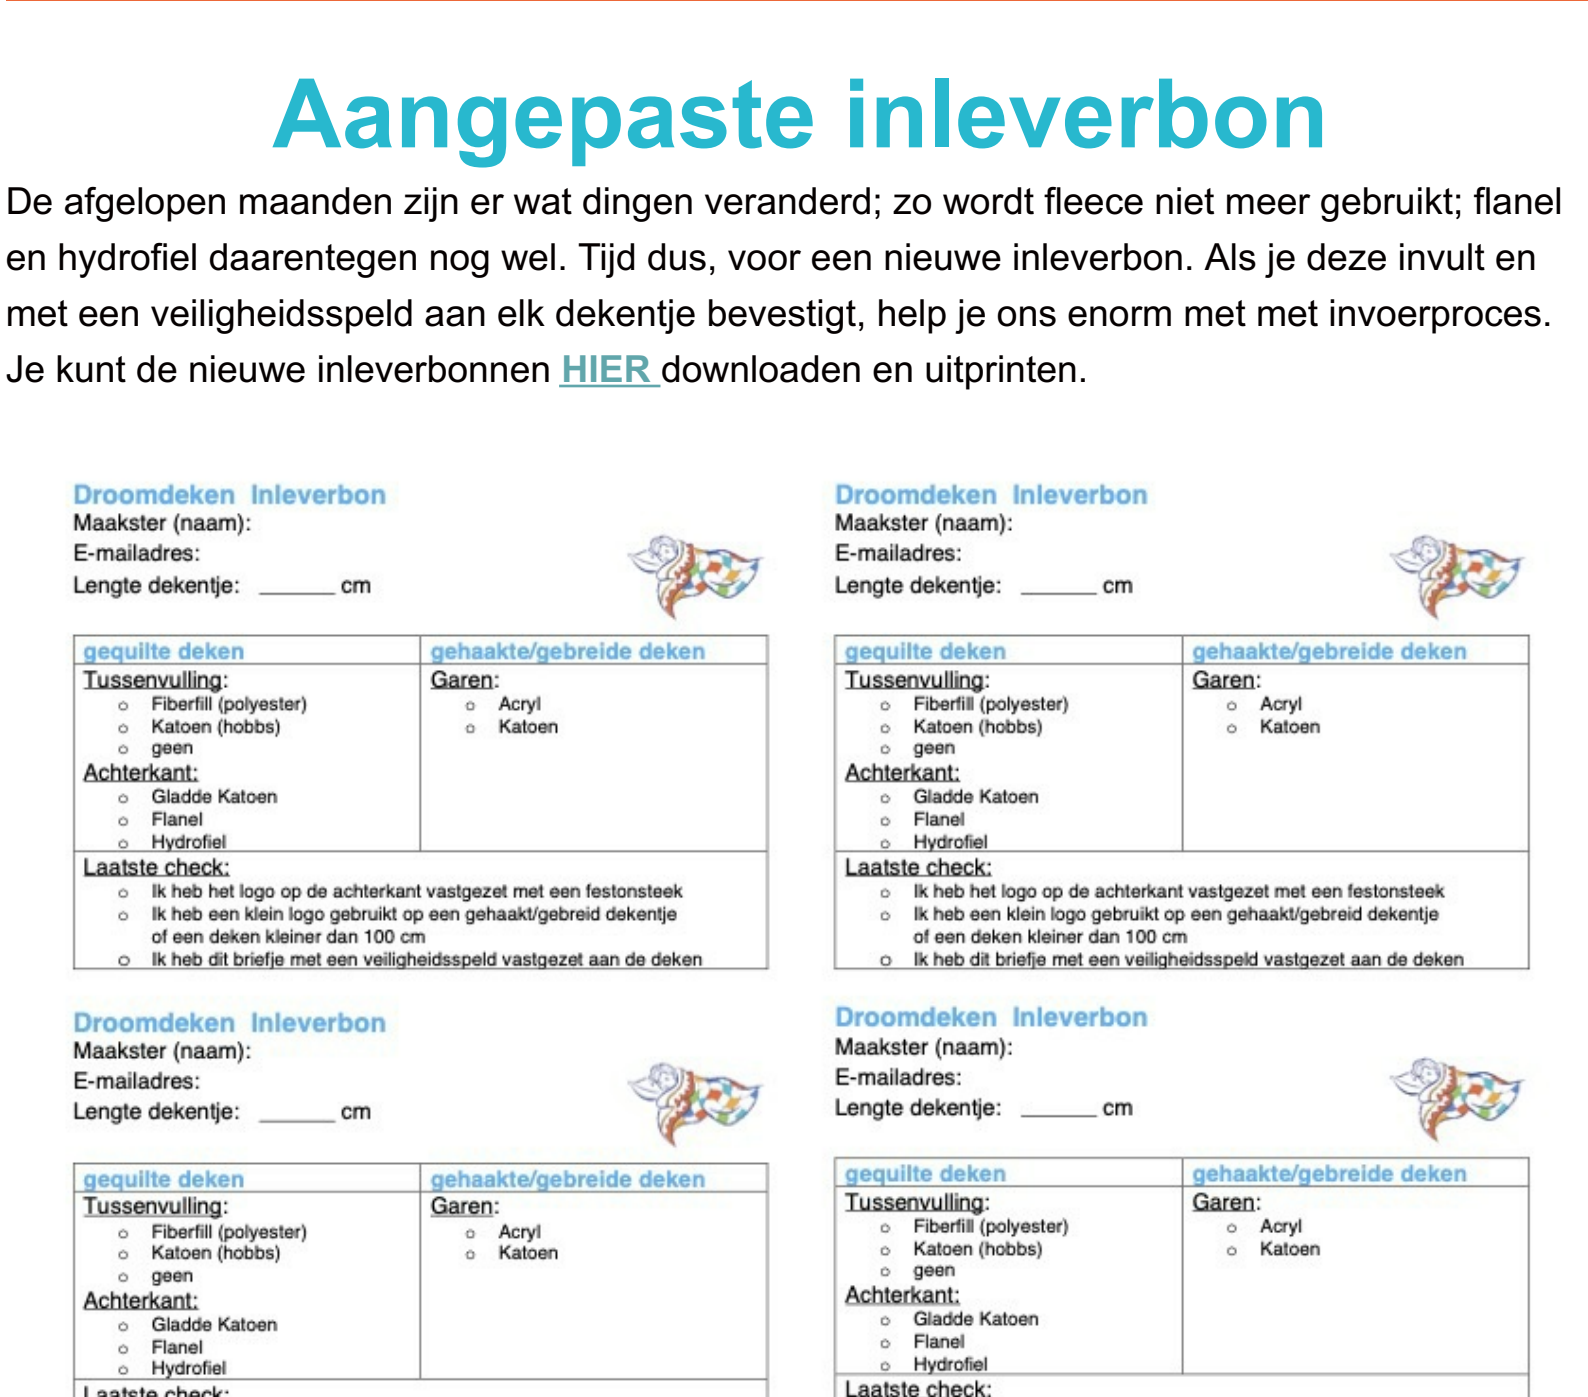 Aangepaste inleverbon
De afgelopen maanden zijn er wat dingen veranderd; zo wordt fleece niet meer gebruikt; flanel
en hydrofiel daarentegen nog wel. Tijd dus, voor een nieuwe inleverbon. Als je deze invult en
met een veiligheidsspeld aan elk dekentje bevestigt, help je ons enorm met met invoerproces.
Je kunt de nieuwe inleverbonnen HIER downloaden en uitprinten.
Droomdeken Inleverbon
Maakster (naam):
E-mailadres:
Lengte dekentje: ______ cm
gequilte deken
Tussenvulling:
o Fiberfill (polyester)
o Katoen (hobbs)
o geen
Achterkant:
o Gladde Katoen
o Flanel
o Hydrofiel
gehaakte/gebreide deken
Garen:
o Acryl
o Katoen
Laatste check:
o Ik heb het logo op de achterkant vastgezet met een festonsteek
o Ik heb een klein logo gebruikt op een gehaakt/gebreid dekentje
of een deken kleiner dan 100 cm
o Ik heb dit briefje met een veiligheidsspeld vastgezet aan de deken
Droomdeken Inleverbon
Maakster (naam):
E-mailadres:
Lengte dekentje: ______ cm
gequilte deken
Tussenvulling:
o Fiberfill (polyester)
o Katoen (hobbs)
o geen
Achterkant:
o Gladde Katoen
o Flanel
o Hydrofiel
gehaakte/gebreide deken
Garen:
o Acryl
o Katoen
Laatste check:
o Ik heb het logo op de achterkant vastgezet met een festonsteek
o Ik heb een klein logo gebruikt op een gehaakt/gebreid dekentje
of een deken kleiner dan 100 cm
o Ik heb dit briefje met een veiligheidsspeld vastgezet aan de deken
Droomdeken Inleverbon
Maakster (naam):
E-mailadres:
Lengte dekentje: ______ cm
gequilte deken
Tussenvulling:
o Fiberfill (polyester)
o Katoen (hobbs)
o geen
Achterkant:
o Gladde Katoen
o Flanel
o Hydrofiel
gehaakte/gebreide deken
Garen:
o Acryl
o Katoen
Laatste check:
Droomdeken Inleverbon
Maakster (naam):
E-mailadres:
Lengte dekentje: ______ cm
gequilte deken
Tussenvulling:
o Fiberfill (polyester)
o Katoen (hobbs)
o geen
Achterkant:
o Gladde Katoen
o Flanel
o Hydrofiel
gehaakte/gebreide deken
Garen:
o Acryl
o Katoen
Laatste check: